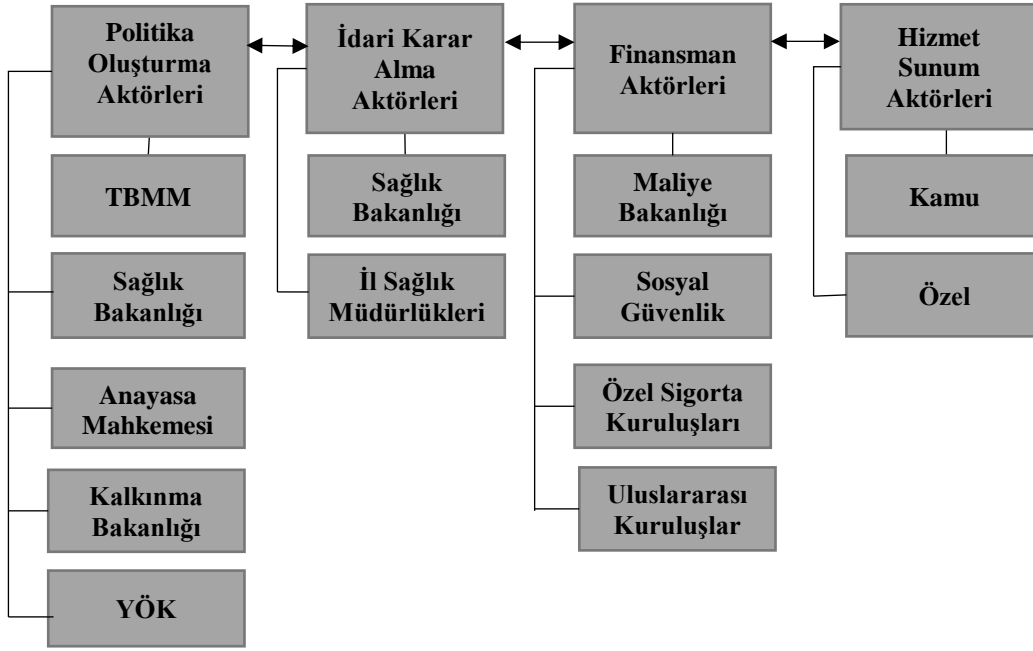 Politika
Oluşturma
Aktörleri
TBMM
Sağlık
Bakanlığı
Anayasa
Mahkemesi
Kalkınma
Bakanlığı
YÖK
İdari Karar
Alma
Aktörleri
Sağlık
Bakanlığı
İl Sağlık
Müdürlükleri
Finansman
Aktörleri
Maliye
Bakanlığı
Sosyal
Güvenlik
Özel Sigorta
Kuruluşları
Uluslararası
Kuruluşlar
Hizmet
Sunum
Aktörleri
Kamu
Özel